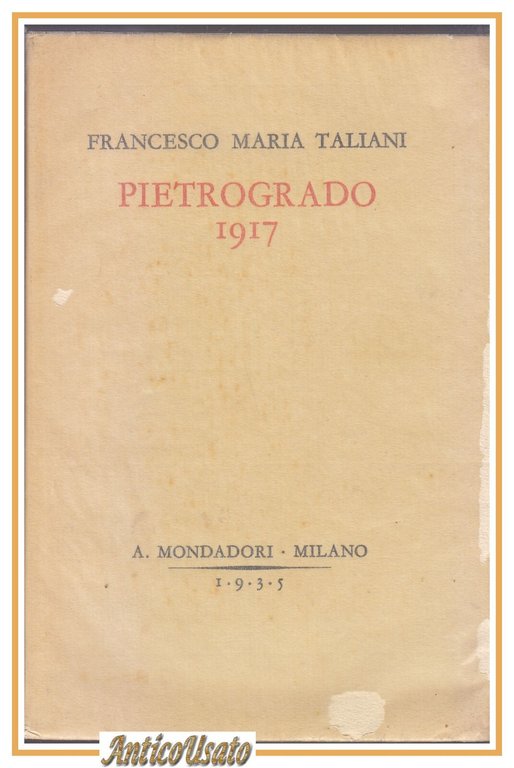 FRANCESCO MARIA TALIANI
PIETROGRADO
1917
A. MONDADORI · MILANO
1·9·3·5
AnticoUsato